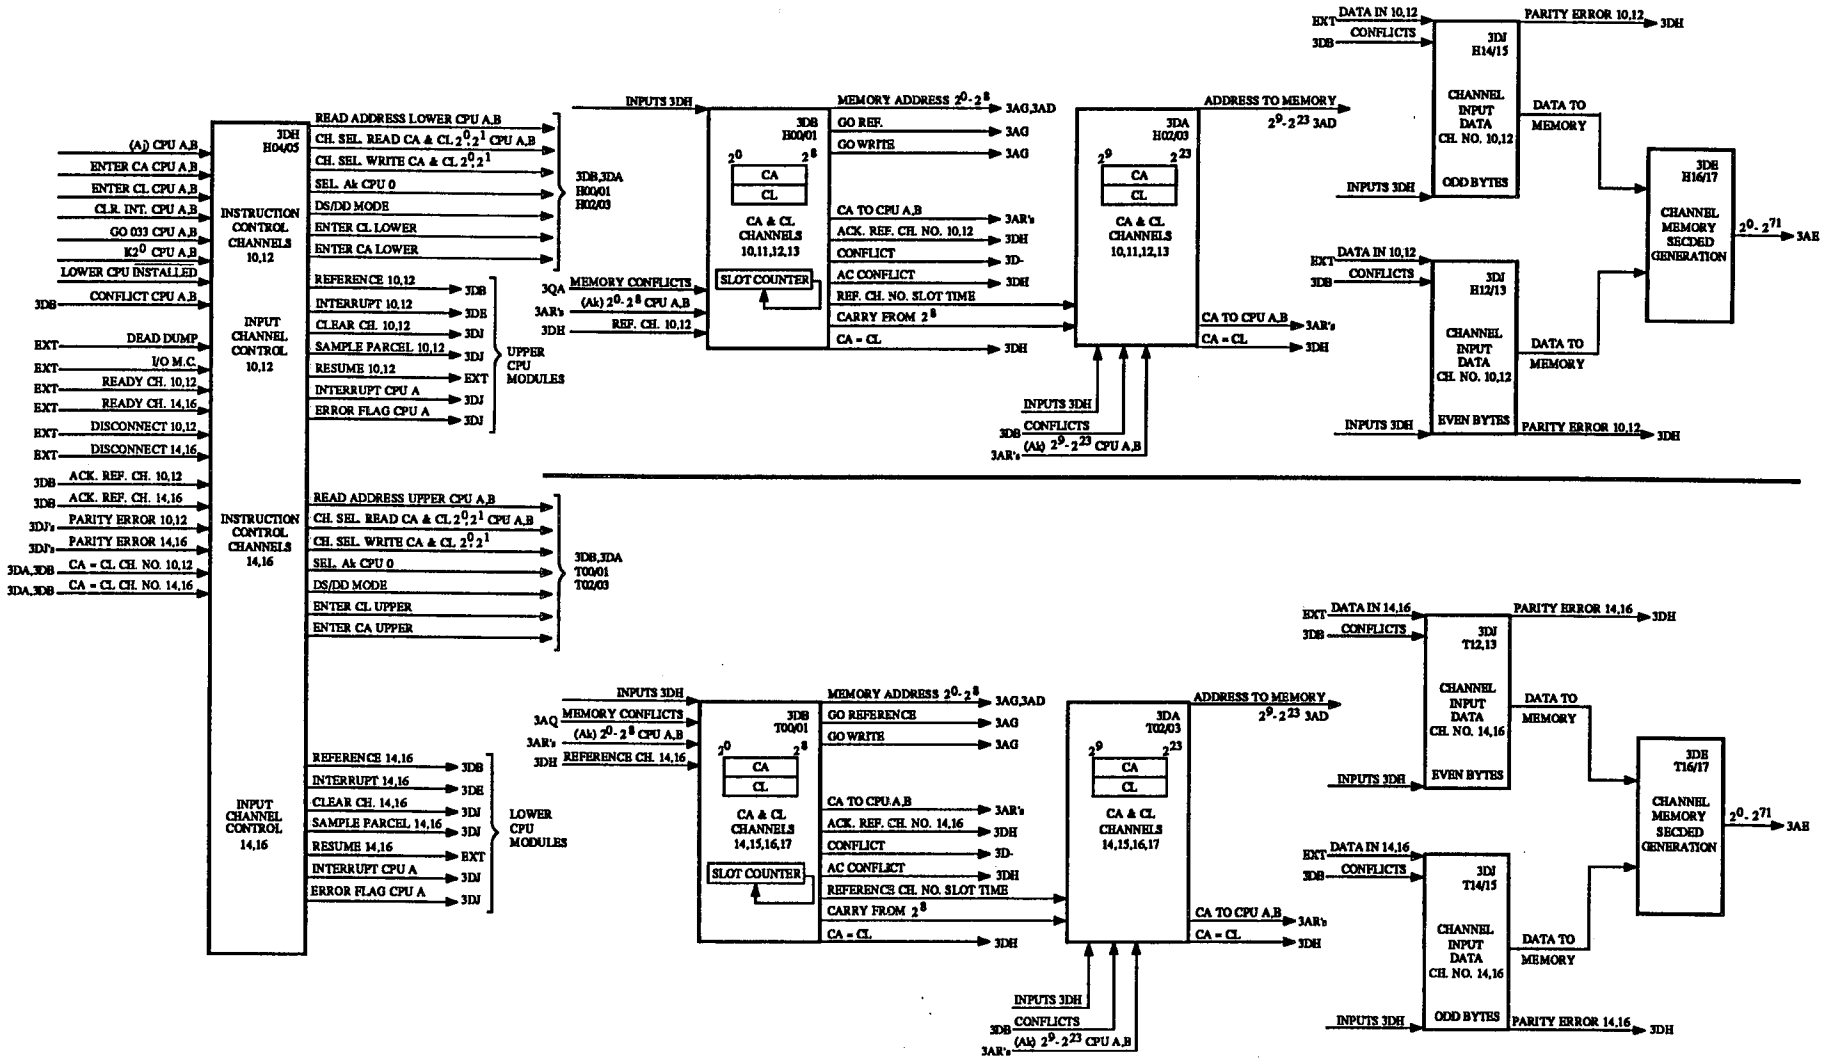 (Aj) CPU A,B
ENTER CA CPU A,B
ENTER CL CPU A,B
CLR. INT. CPU A,B
GO 033 CPU A,B
K2⁰ CPU A,B
LOWER CPU INSTALLED
3DB CONFLICT CPU A,B
EXT DEAD DUMP
EXT I/O M.C.
EXT READY CH. 10,12
EXT READY CH. 14,16
EXT DISCONNECT 10,12
EXT DISCONNECT 14,16
3DB ACK. REF. CH. 10,12
3DB ACK. REF. CH. 14,16
3DJ's PARITY ERROR 10,12
3DJ's PARITY ERROR 14,16
3DA,3DB CA = CL CH. NO. 10,12
3DA,3DB CA = CL CH. NO. 14,16
3DH
H04/05
INSTRUCTION
CONTROL
CHANNELS
10,12
INPUT
CHANNEL
CONTROL
10,12
INSTRUCTION
CONTROL
CHANNELS
14,16
INPUT
CHANNEL
CONTROL
14,16
READ ADDRESS LOWER CPU A,B
CH. SEL. READ CA & CL 2⁰,2¹ CPU A,B
CH. SEL. WRITE CA & CL 2⁰,2¹
SEL. Ak CPU 0
DS/DD MODE
ENTER CL LOWER
ENTER CA LOWER
3DB,3DA
H00/01
H02/03
REFERENCE 10,12 3DB
INTERRUPT 10,12 3DE
CLEAR CH. 10,12 3DJ
SAMPLE PARCEL 10,12 3DJ
RESUME 10,12 EXT
INTERRUPT CPU A 3DJ
ERROR FLAG CPU A 3DJ
UPPER
CPU
MODULES
READ ADDRESS UPPER CPU A,B
CH. SEL. READ CA & CL 2⁰,2¹ CPU A,B
CH. SEL. WRITE CA & CL 2⁰,2¹
SEL. Ak CPU 0
DS/DD MODE
ENTER CL UPPER
ENTER CA UPPER
3DB,3DA
T00/01
T02/03
REFERENCE 14,16 3DB
INTERRUPT 14,16 3DE
CLEAR CH. 14,16 3DJ
SAMPLE PARCEL 14,16 3DJ
RESUME 14,16 EXT
INTERRUPT CPU A 3DJ
ERROR FLAG CPU A 3DJ
LOWER
CPU
MODULES
INPUTS 3DH
3QA MEMORY CONFLICTS
3AR's (Ak) 2⁰-2⁸ CPU A,B
3DH REF. CH. 10,12
3DB
H00/01
2⁰ 2⁸
CA
CL
CA & CL
CHANNELS
10,11,12,13
SLOT COUNTER
MEMORY ADDRESS 2⁰-2⁸ 3AG,3AD
GO REF. 3AG
GO WRITE 3AG
CA TO CPU A,B 3AR's
ACK. REF. CH. NO. 10,12 3DH
CONFLICT 3D-
AC CONFLICT 3DH
REF. CH. NO. SLOT TIME
CARRY FROM 2⁸
CA = CL 3DH
3DA
H02/03
2⁹ 2²³
CA
CL
CA & CL
CHANNELS
10,11,12,13
ADDRESS TO MEMORY
2⁹-2²³ 3AD
CA TO CPU A,B 3AR's
CA = CL 3DH
INPUTS 3DH
3DB CONFLICTS
3AR's (Ak) 2⁹-2²³ CPU A,B
EXT DATA IN 10,12
3DB CONFLICTS
INPUTS 3DH
3DJ
H14/15
CHANNEL
INPUT
DATA
CH. NO. 10,12
ODD BYTES
PARITY ERROR 10,12 3DH
DATA TO
MEMORY
EXT DATA IN 10,12
3DB CONFLICTS
INPUTS 3DH
3DJ
H12/13
CHANNEL
INPUT
DATA
CH. NO. 10,12
EVEN BYTES
DATA TO
MEMORY
PARITY ERROR 10,12 3DH
3DE
H16/17
CHANNEL
MEMORY
SECDED
GENERATION
2⁰-2⁷¹ 3AE
INPUTS 3DH
3AQ MEMORY CONFLICTS
3AR's (Ak) 2⁰-2⁸ CPU A,B
3DH REFERENCE CH. 14,16
3DB
T00/01
2⁰ 2⁸
CA
CL
CA & CL
CHANNELS
14,15,16,17
SLOT COUNTER
MEMORY ADDRESS 2⁰-2⁸ 3AG,3AD
GO REFERENCE 3AG
GO WRITE 3AG
CA TO CPU A,B 3AR's
ACK. REF. CH. NO. 14,16 3DH
CONFLICT 3D-
AC CONFLICT 3DH
REFERENCE CH. NO. SLOT TIME
CARRY FROM 2⁸
CA = CL 3DH
3DA
T02/03
2⁹ 2²³
CA
CL
CA & CL
CHANNELS
14,15,16,17
ADDRESS TO MEMORY
2⁹-2²³ 3AD
CA TO CPU A,B 3AR's
CA = CL 3DH
INPUTS 3DH
3DB CONFLICTS
3AR's (Ak) 2⁹-2²³ CPU A,B
EXT DATA IN 14,16
3DB CONFLICTS
INPUTS 3DH
3DJ
T12,13
CHANNEL
INPUT
DATA
CH. NO. 14,16
EVEN BYTES
PARITY ERROR 14,16 3DH
DATA TO
MEMORY
EXT DATA IN 14,16
3DB CONFLICTS
INPUTS 3DH
3DJ
T14/15
CHANNEL
INPUT
DATA
CH. NO. 14,16
ODD BYTES
DATA TO
MEMORY
PARITY ERROR 14,16 3DH
3DE
T16/17
CHANNEL
MEMORY
SECDED
GENERATION
2⁰-2⁷¹ 3AE